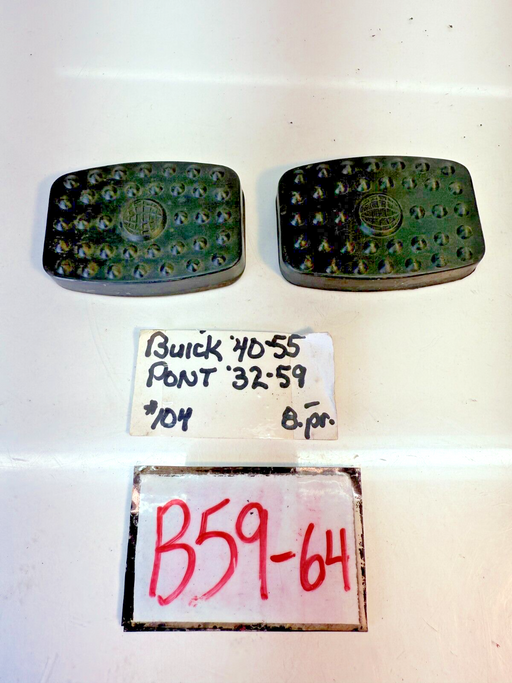 Buick '40-55
PONT '32-59
#104 8.- pr.
B59-64